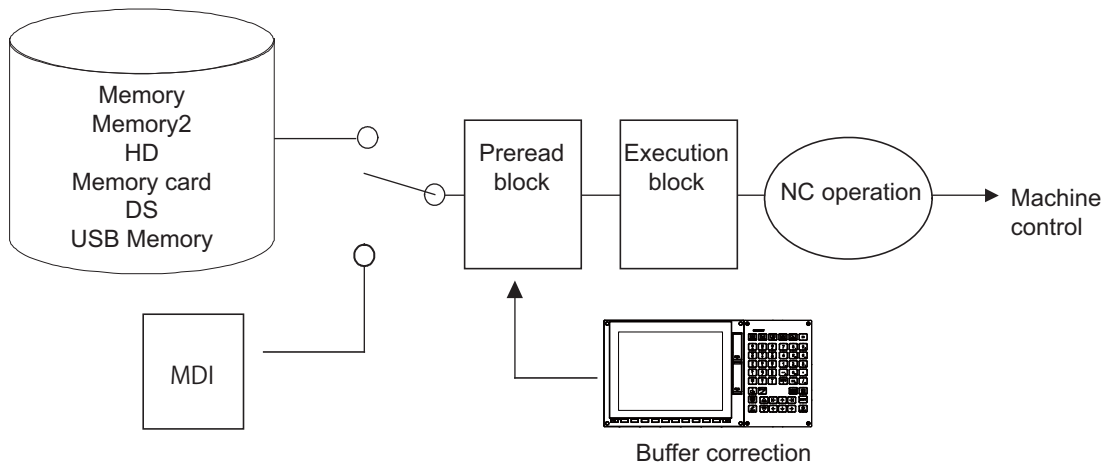 Memory
Memory2
HD
Memory card
DS
USB Memory
MDI
Preread
block
Execution
block
NC operation
Machine
control
Buffer correction